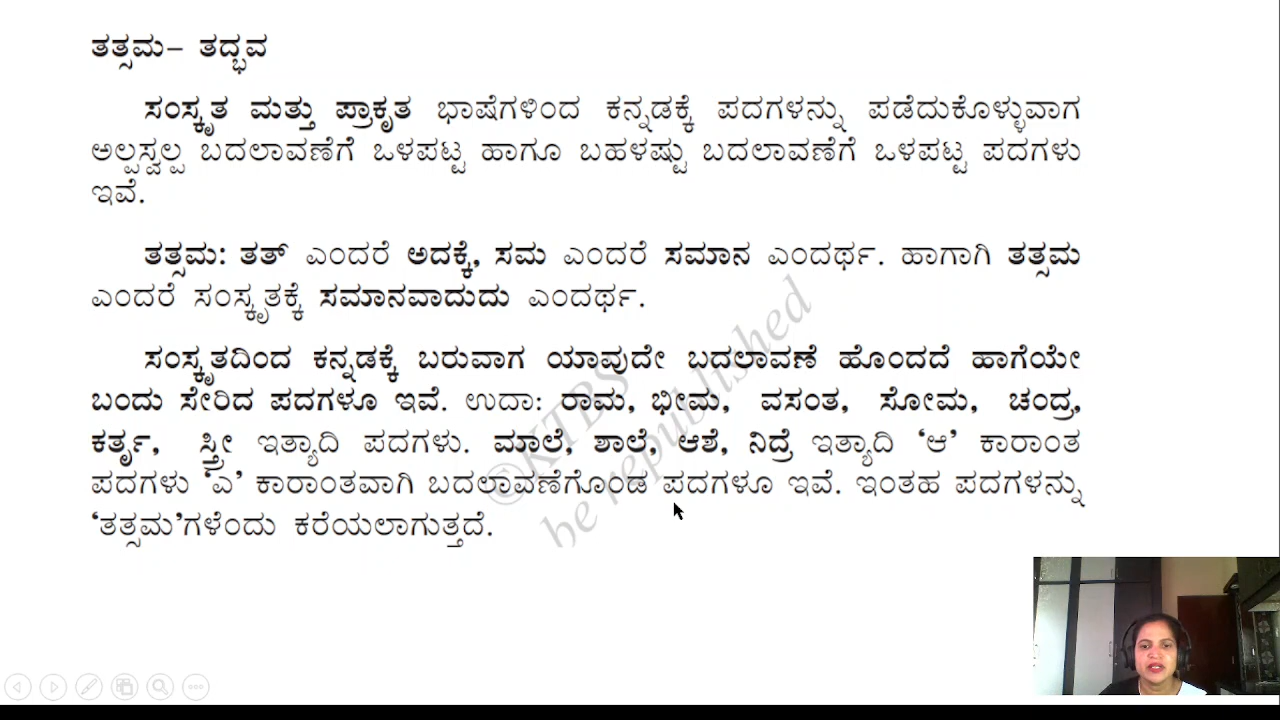 ತತ್ಸಮ– ತದ್ಭವ
ಸಂಸ್ಕೃತ ಮತ್ತು ಪ್ರಾಕೃತ ಭಾಷೆಗಳಿಂದ ಕನ್ನಡಕ್ಕೆ ಪದಗಳನ್ನು ಪಡೆದುಕೊಳ್ಳುವಾಗ
ಅಲ್ಪಸ್ವಲ್ಪ ಬದಲಾವಣೆಗೆ ಒಳಪಟ್ಟ ಹಾಗೂ ಬಹಳಷ್ಟು ಬದಲಾವಣೆಗೆ ಒಳಪಟ್ಟ ಪದಗಳು
ಇವೆ.
ತತ್ಸಮ: ತತ್ ಎಂದರೆ ಅದಕ್ಕೆ, ಸಮ ಎಂದರೆ ಸಮಾನ ಎಂದರ್ಥ. ಹಾಗಾಗಿ ತತ್ಸಮ
ಎಂದರೆ ಸಂಸ್ಕೃತಕ್ಕೆ ಸಮಾನವಾದುದು ಎಂದರ್ಥ.
ಸಂಸ್ಕೃತದಿಂದ ಕನ್ನಡಕ್ಕೆ ಬರುವಾಗ ಯಾವುದೇ ಬದಲಾವಣೆ ಹೊಂದದೆ ಹಾಗೆಯೇ
ಬಂದು ಸೇರಿದ ಪದಗಳೂ ಇವೆ. ಉದಾ: ರಾಮ, ಭೀಮ, ವಸಂತ, ಸೋಮ, ಚಂದ್ರ,
ಕರ್ತೃ, ಸ್ತ್ರೀ ಇತ್ಯಾದಿ ಪದಗಳು. ಮಾಲೆ, ಶಾಲೆ, ಆಶೆ, ನಿದ್ರೆ ಇತ್ಯಾದಿ ‘ಆ’ ಕಾರಾಂತ
ಪದಗಳು ‘ಎ’ ಕಾರಾಂತವಾಗಿ ಬದಲಾವಣೆಗೊಂಡ ಪದಗಳೂ ಇವೆ. ಇಂತಹ ಪದಗಳನ್ನು
‘ತತ್ಸಮ’ಗಳೆಂದು ಕರೆಯಲಾಗುತ್ತದೆ.
©KTBS
be republished